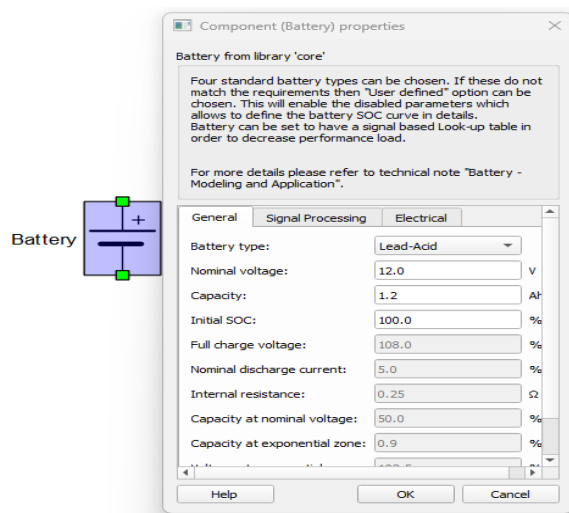 Component (Battery) properties
Battery from library 'core'
Four standard battery types can be chosen. If these do not
match the requirements then "User defined" option can be
chosen. This will enable the disabled parameters which
allows to define the battery SOC curve in details.
Battery can be set to have a signal based Look-up table in
order to decrease performance load.
For more details please refer to technical note "Battery -
Modeling and Application".
Battery
+
General Signal Processing Electrical
Battery type: Lead-Acid
Nominal voltage: 12.0 V
Capacity: 1.2 Ah
Initial SOC: 100.0 %
Full charge voltage: 108.0 %
Nominal discharge current: 5.0 %
Internal resistance: 0.25 Ω
Capacity at nominal voltage: 50.0 %
Capacity at exponential zone: 0.9 %
Help OK Cancel